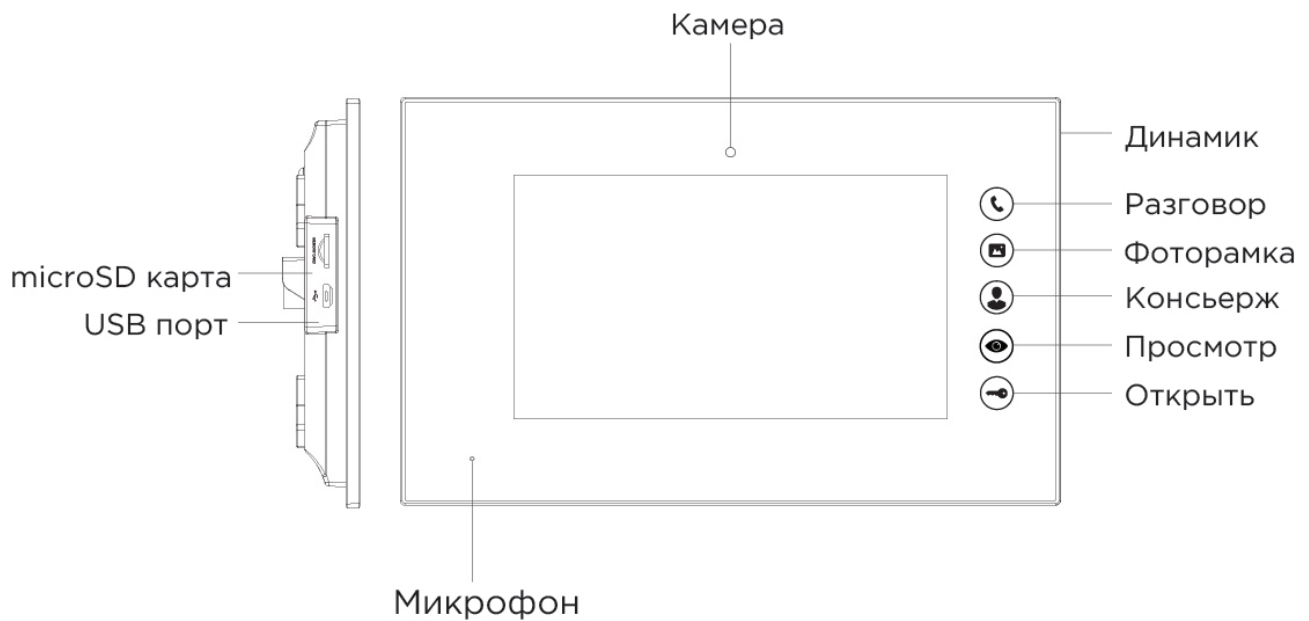 Камера
Динамик
Разговор
Фоторамка
Консьерж
Просмотр
Открыть
microSD карта
USB порт
Микрофон